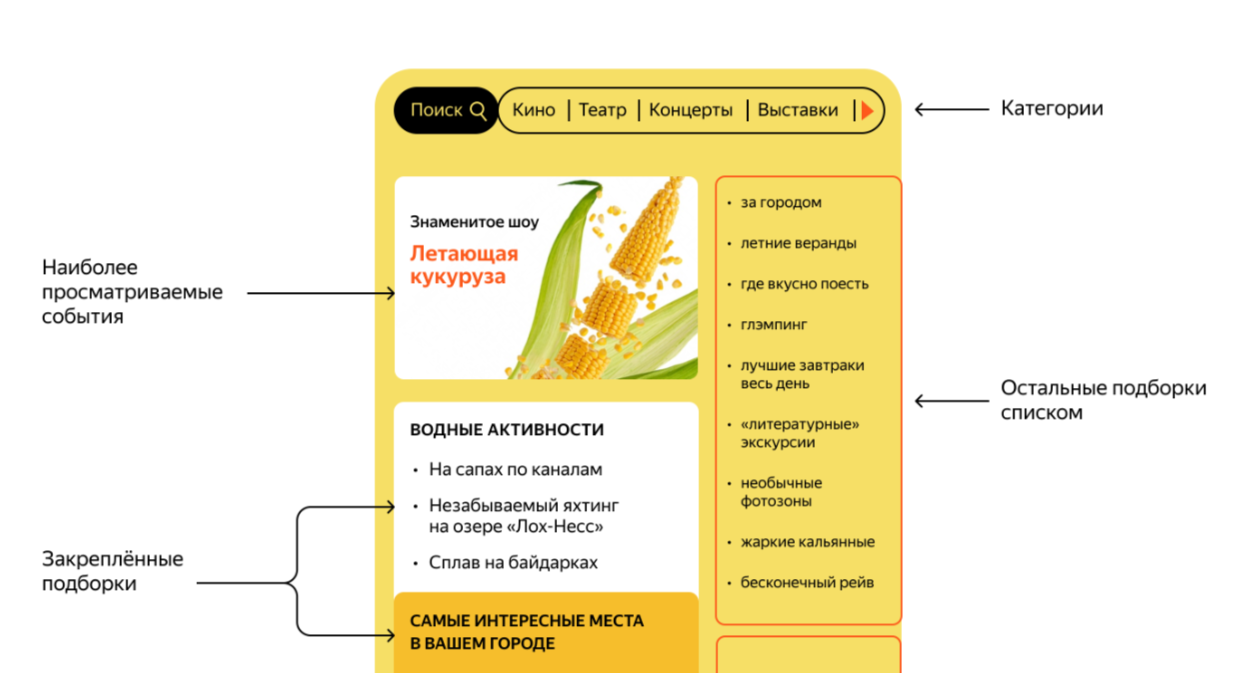 Поиск
Кино | Театр | Концерты | Выставки |
Категории
Знаменитое шоу
Летающая
кукуруза
Наиболее
просматриваемые
события
• за городом
• летние веранды
• где вкусно поесть
• глэмпинг
• лучшие завтраки
весь день
• «литературные»
экскурсии
• необычные
фотозоны
• жаркие кальянные
• бесконечный рейв
Остальные подборки
списком
ВОДНЫЕ АКТИВНОСТИ
• На сапах по каналам
• Незабываемый яхтинг
на озере «Лох-Несс»
• Сплав на байдарках
Закреплённые
подборки
САМЫЕ ИНТЕРЕСНЫЕ МЕСТА
В ВАШЕМ ГОРОДЕ